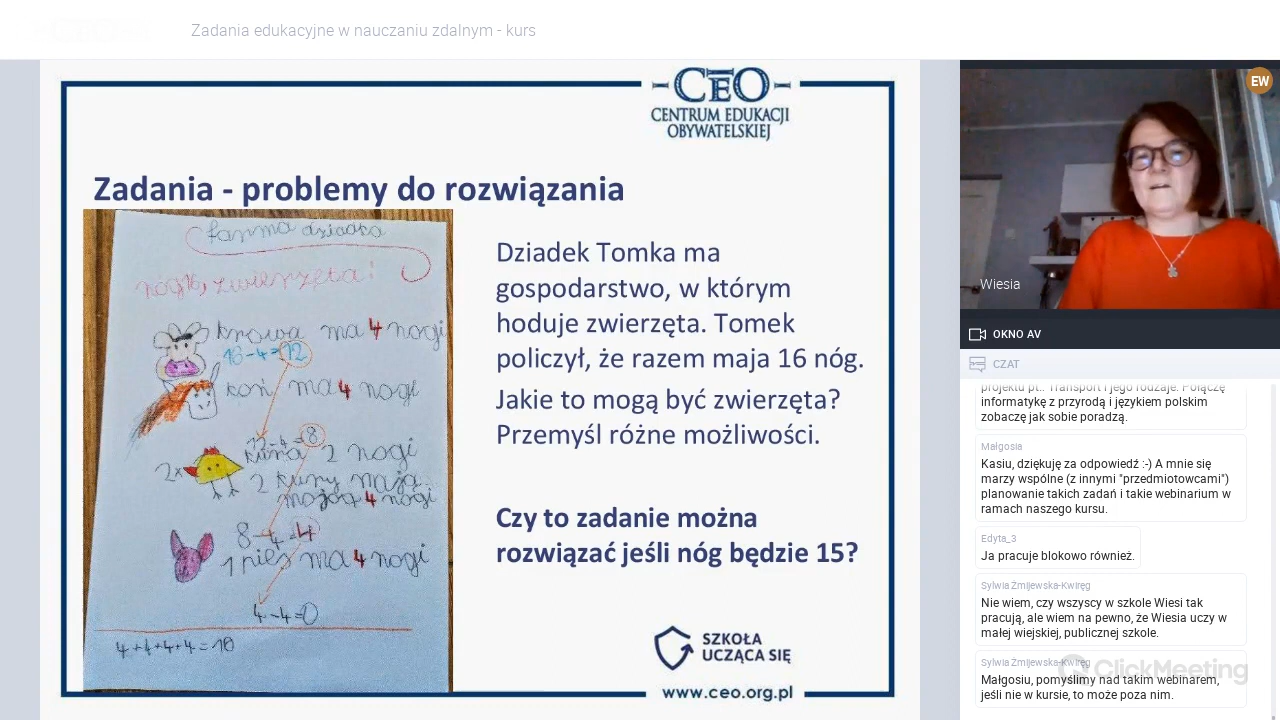 Zadania edukacyjne w nauczaniu zdalnym - kurs
CEO
CENTRUM EDUKACJI
OBYWATELSKIEJ
Zadania - problemy do rozwiązania
farma dziadka
nogi, zwierzęta!
krowa ma 4 nogi
16-4=12
koń ma 4 nogi
12-4=8
kura 2 nogi
2x
2 kury mają
4 nogi
8-4=4
1 pies ma 4 nogi
4-4=0
4+4+4+4=16
Dziadek Tomka ma
gospodarstwo, w którym
hoduje zwierzęta. Tomek
policzył, że razem maja 16 nóg.
Jakie to mogą być zwierzęta?
Przemyśl różne możliwości.
Czy to zadanie można
rozwiązać jeśli nóg będzie 15?
SZKOŁA
UCZĄCA SIĘ
www.ceo.org.pl
EW
Wiesia
OKNO AV
CZAT
projektu pt.: Transport i jego rodzaje. Połączę
informatykę z przyrodą i językiem polskim
zobaczę jak sobie poradzą.
Małgosia
Kasiu, dziękuję za odpowiedź :-) A mnie się
marzy wspólne (z innymi "przedmiotowcami")
planowanie takich zadań i takie webinarium w
ramach naszego kursu.
Edyta_3
Ja pracuje blokowo również.
Sylwia Żmijewska-Kwiręg
Nie wiem, czy wszyscy w szkole Wiesi tak
pracują, ale wiem na pewno, że Wiesia uczy w
małej wiejskiej, publicznej szkole.
Sylwia Żmijewska-Kwiręg
Małgosiu, pomyślimy nad takim webinarem,
jeśli nie w kursie, to może poza nim.
ClickMeeting